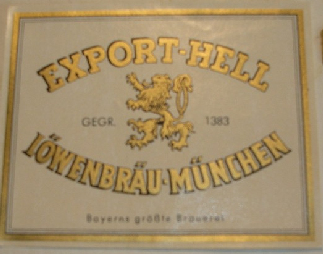 EXPORT-HELL
GEGR. 1383
LÖWENBRÄU MÜNCHEN
Bayerns größte Brauerei